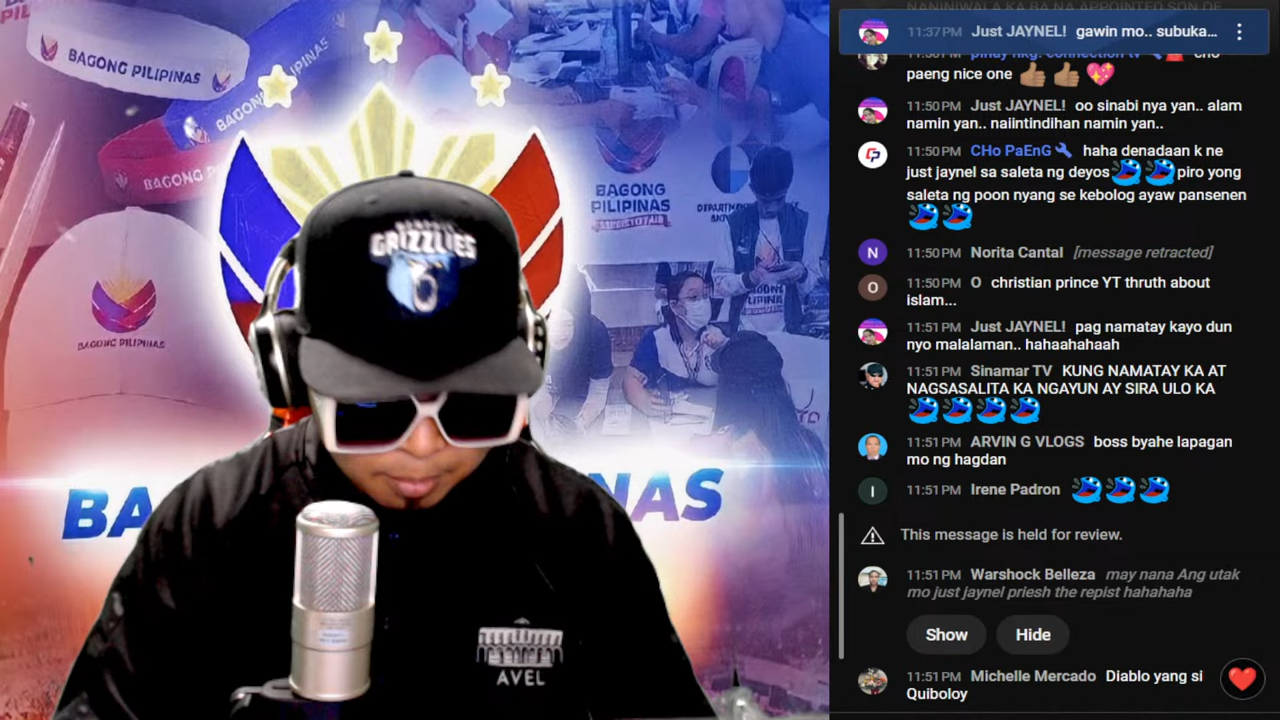 BAGONG PILIPINAS
BAGONG PILIPINAS
BAGONG
BAGONG PILIPINAS
BAGONG
PILIPINAS
GRIZZLIES
BA
NAS
AVEL
11:37 PM Just JAYNEL! gawin mo.. subuka...
paeng nice one
11:50 PM Just JAYNEL! oo sinabi nya yan.. alam
namin yan.. naiintindihan namin yan..
11:50 PM CHo PaEnG haha denadaan k ne
just jaynel sa saleta ng deyos piro yong
saleta ng poon nyang se kebolog ayaw pansenen
N 11:50 PM Norita Cantal [message retracted]
O 11:50 PM O christian prince YT thruth about
islam...
11:51 PM Just JAYNEL! pag namatay kayo dun
nyo malalaman.. hahaahahaah
11:51 PM Sinamar TV KUNG NAMATAY KA AT
NAGSASALITA KA NGAYUN AY SIRA ULO KA
11:51 PM ARVIN G VLOGS boss byahe lapagan
mo ng hagdan
I 11:51 PM Irene Padron
This message is held for review.
11:51 PM Warshock Belleza may nana Ang utak
mo just jaynel priesh the repist hahahaha
Show Hide
11:51 PM Michelle Mercado Diablo yang si
Quiboloy